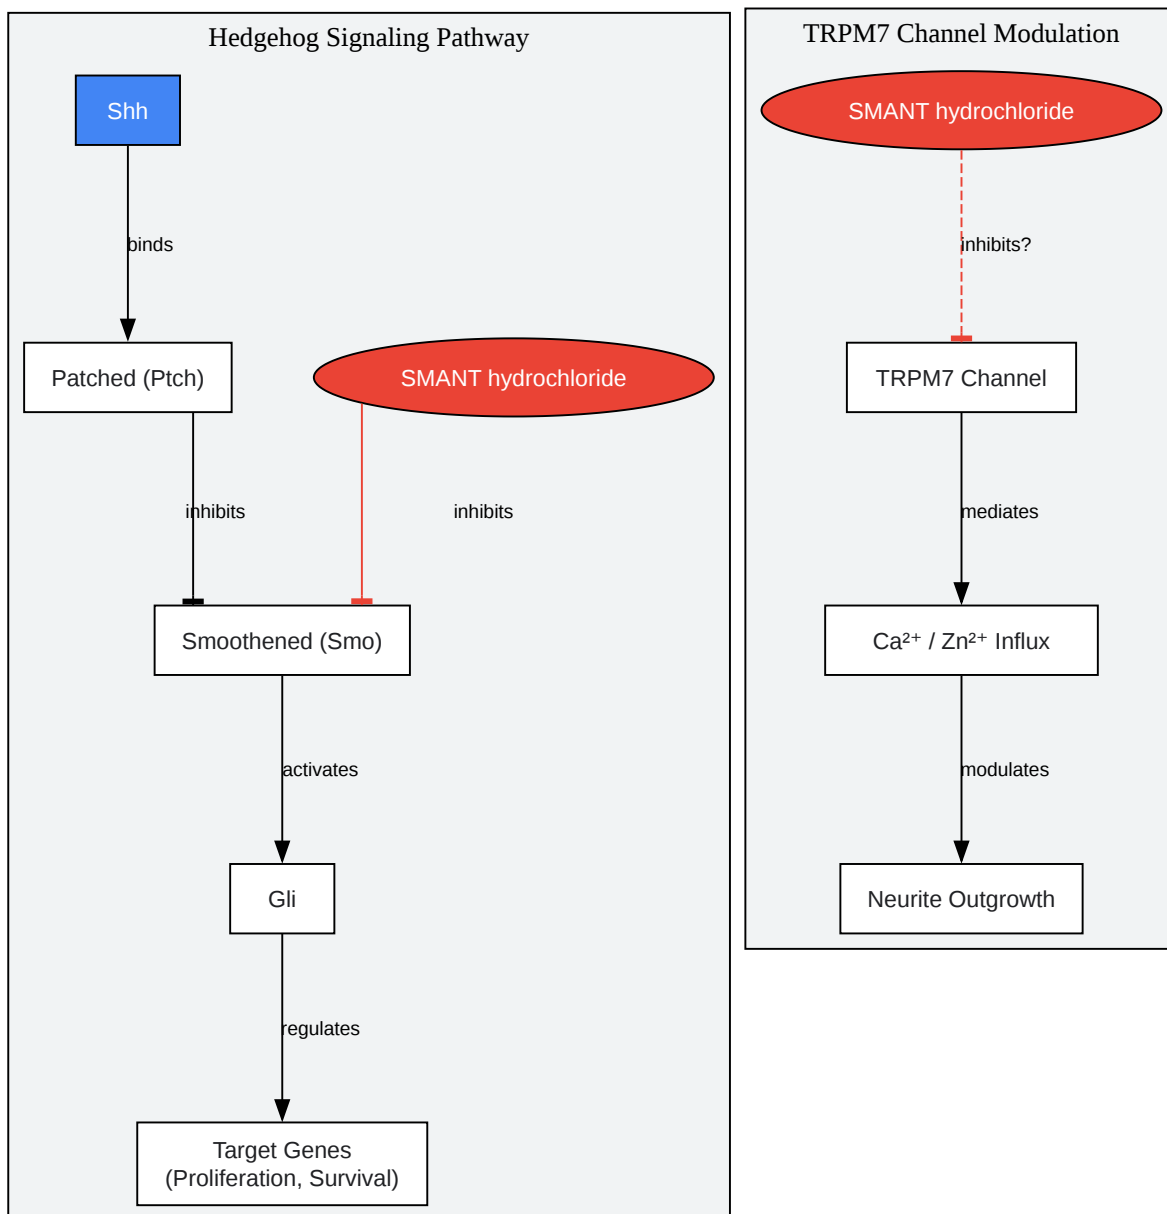 Hedgehog Signaling Pathway
Shh
binds
Patched (Ptch)
SMANT hydrochloride
inhibits
inhibits
Smoothened (Smo)
activates
Gli
regulates
Target Genes
(Proliferation, Survival)
TRPM7 Channel Modulation
SMANT hydrochloride
inhibits?
TRPM7 Channel
mediates
Ca²⁺ / Zn²⁺ Influx
modulates
Neurite Outgrowth